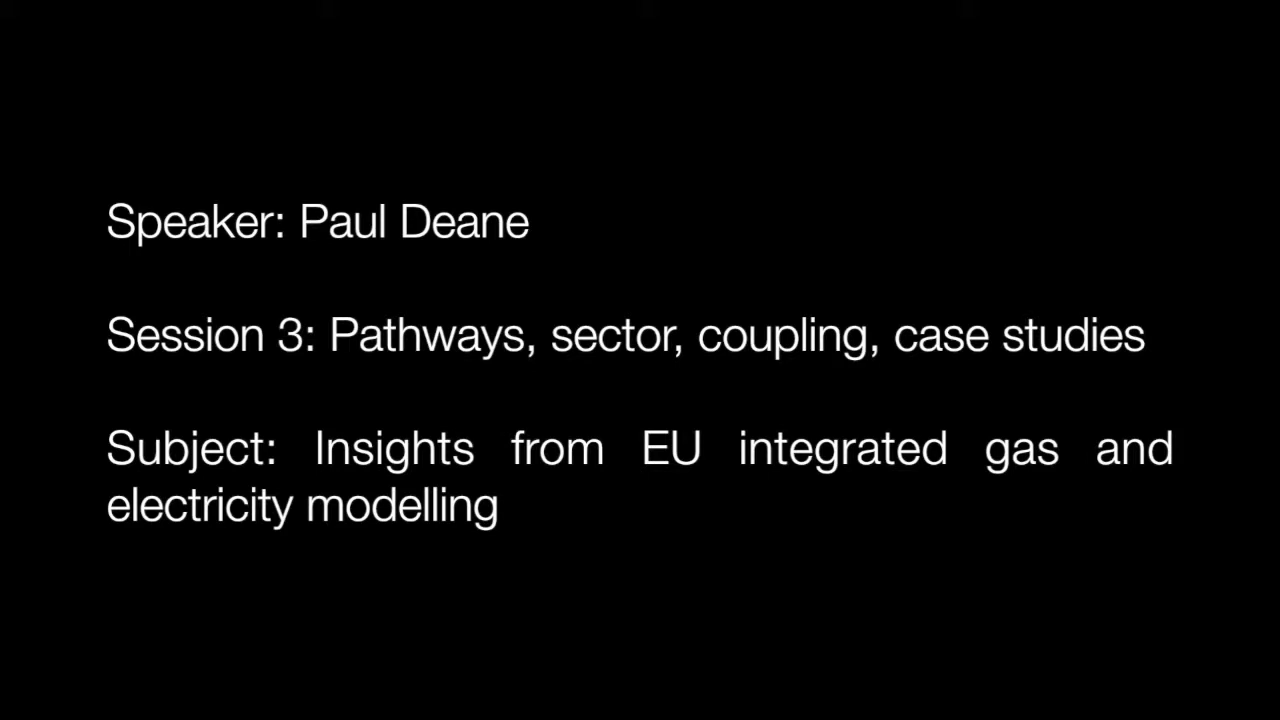 Speaker: Paul Deane
Session 3: Pathways, sector, coupling, case studies
Subject: Insights from EU integrated gas and
electricity modelling